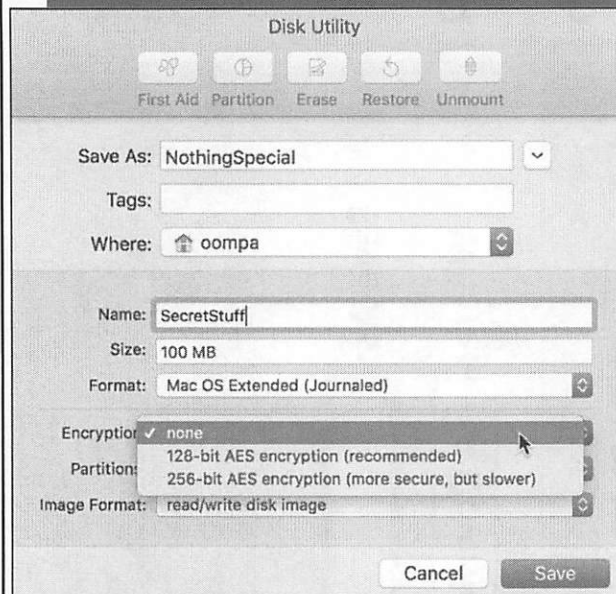 Disk Utility
First Aid Partition Erase Restore Unmount
Save As: NothingSpecial
Tags:
Where: oompa
Name: SecretStuff
Size: 100 MB
Format: Mac OS Extended (Journaled)
Encryption ✓ none
128-bit AES encryption (recommended)
Partitions
256-bit AES encryption (more secure, but slower)
Image Format: read/write disk image
Cancel Save